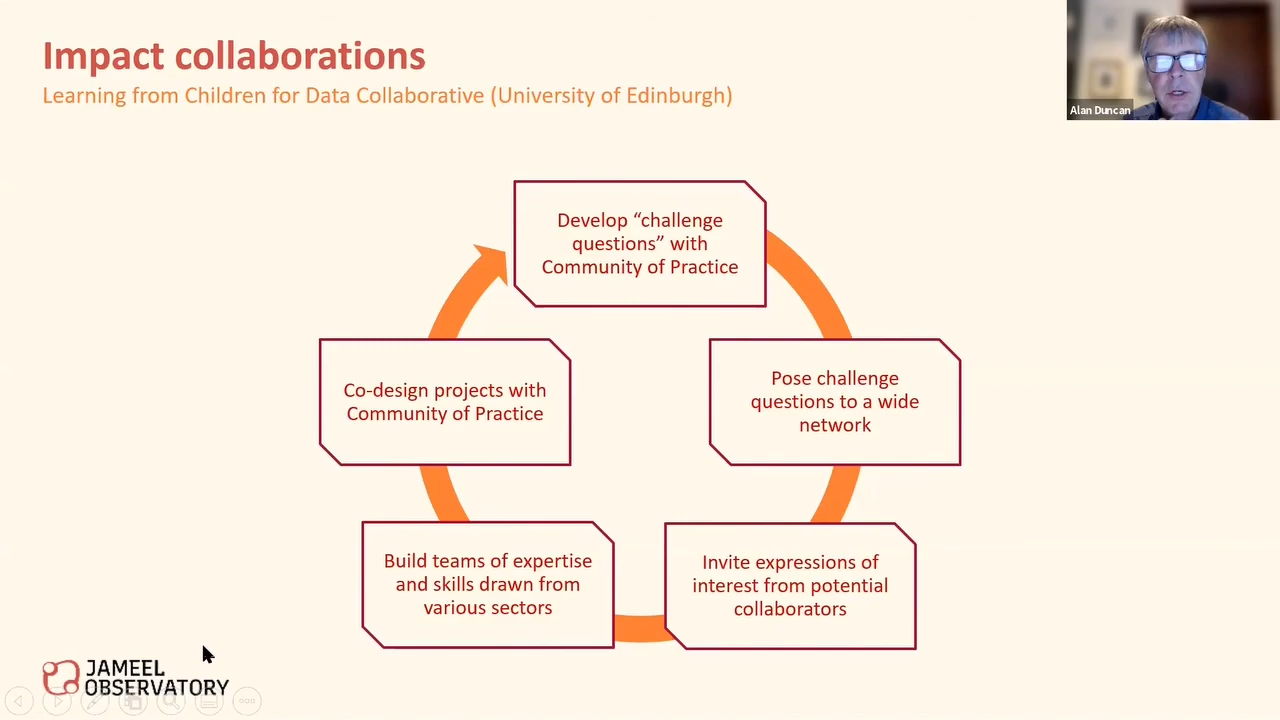 Impact collaborations
Learning from Children for Data Collaborative (University of Edinburgh)
Alan Duncan
Develop “challenge
questions” with
Community of Practice
Pose challenge
questions to a wide
network
Invite expressions of
interest from potential
collaborators
Build teams of expertise
and skills drawn from
various sectors
Co-design projects with
Community of Practice
JAMEEL
OBSERVATORY